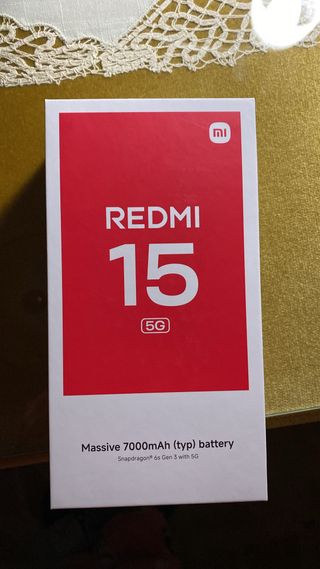 mi
REDMI
15
5G
Massive 7000mAh (typ) battery
Snapdragon® 6s Gen 3 with 5G